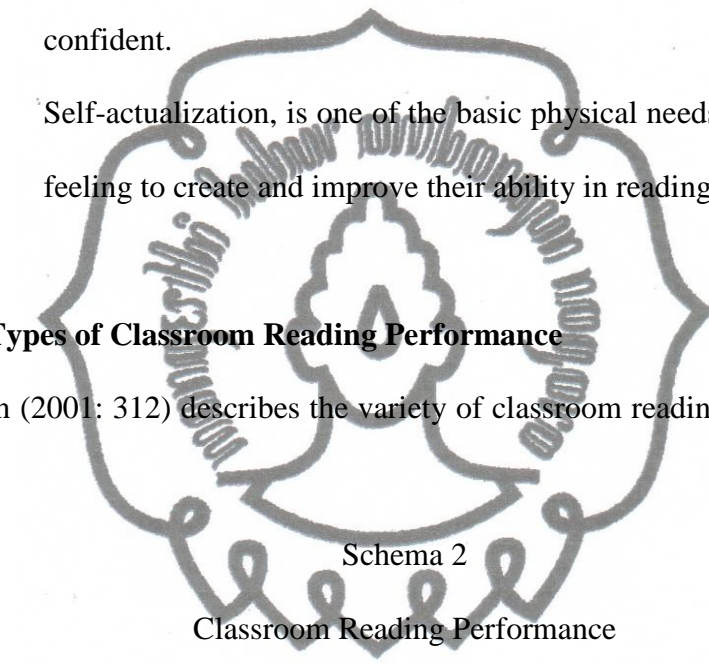 confident.
Self-actualization, is one of the basic physical needs
feeling to create and improve their ability in reading
Types of Classroom Reading Performance
(2001: 312) describes the variety of classroom readin
Schema 2
Classroom Reading Performance